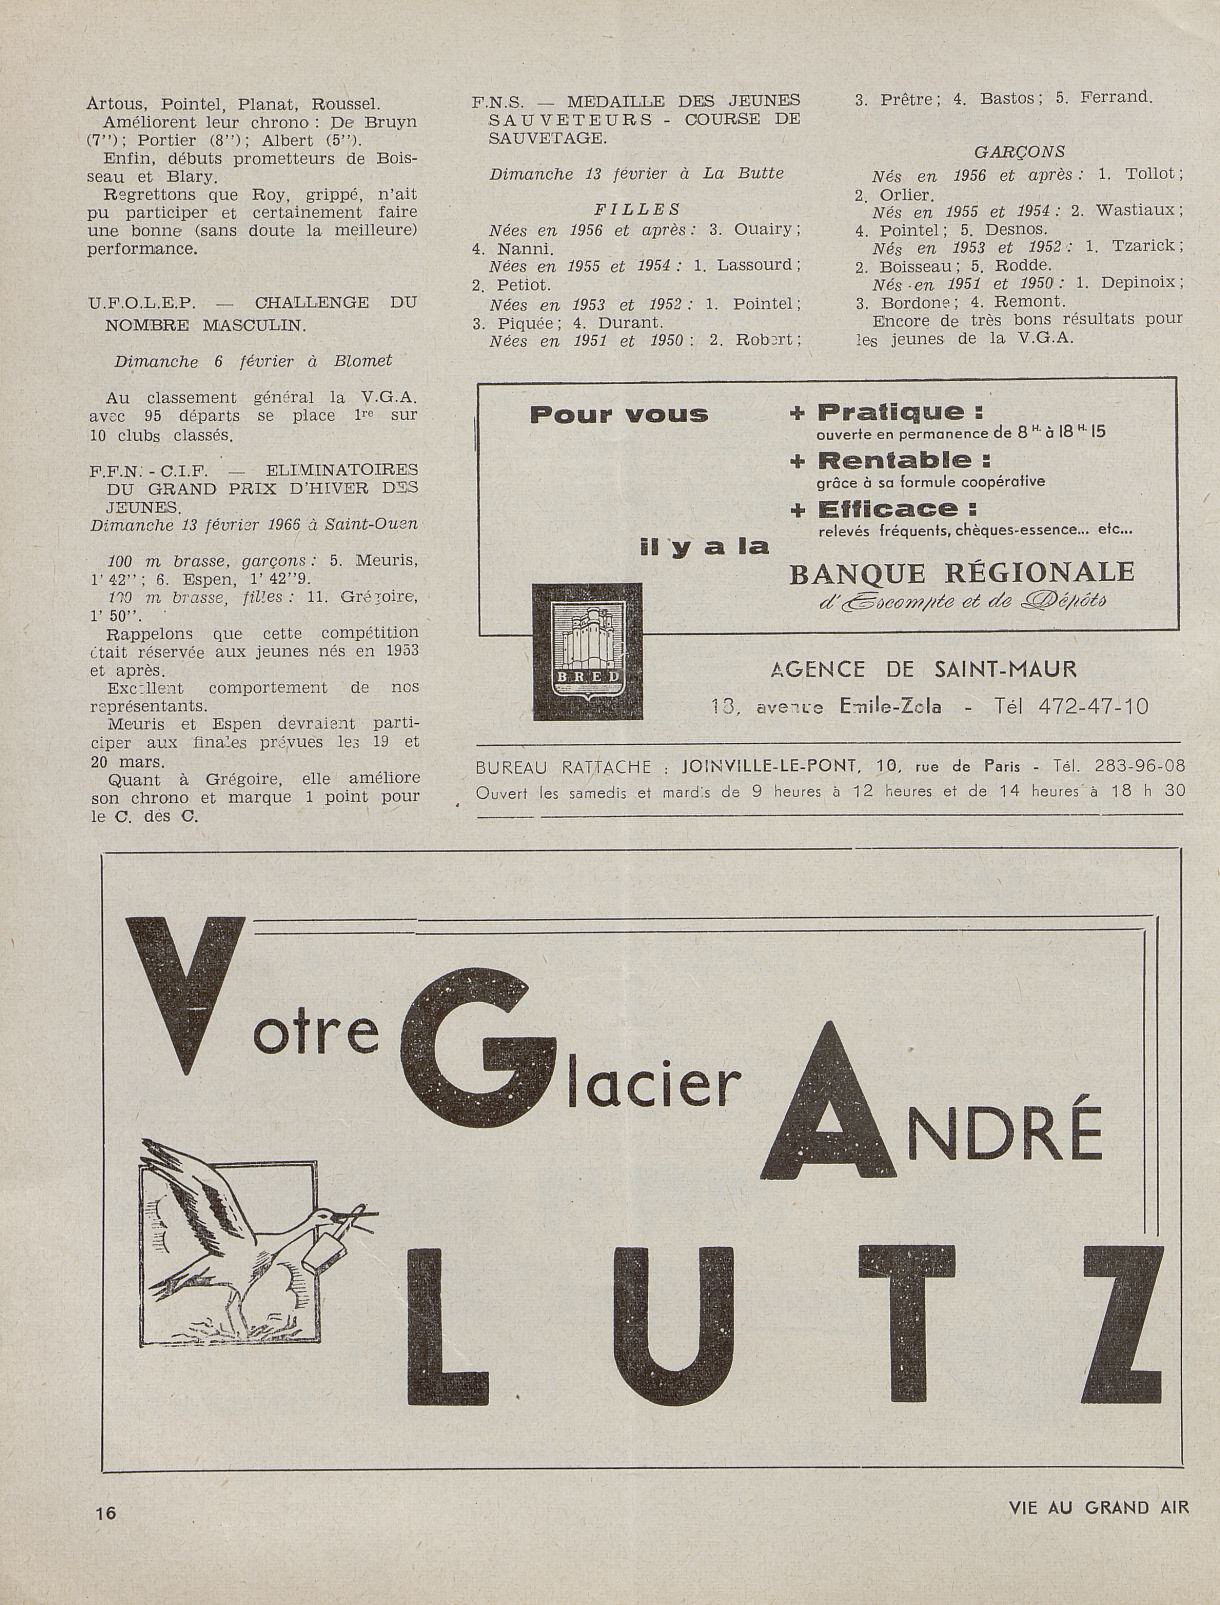 Artous, Pointel, Planat, Roussel.
Améliorent leur chrono : De Bruyn
(7’’) ; Portier (8’’) ; Albert (5’’).
Enfin, débuts prometteurs de Bois-
seau et Blary.
Regrettons que Roy, grippé, n'ait
pu participer et certainement faire
une bonne (sans doute la meilleure)
performance.
U.F.O.L.E.P. — CHALLENGE DU
NOMBRE MASCULIN.
Dimanche 6 février à Blomet
Au classement général la V.G.A.
avec 95 départs se place 1re sur
10 clubs classés.
F.F.N. - C.I.F. — ELIMINATOIRES
DU GRAND PRIX D'HIVER DES
JEUNES.
Dimanche 13 février 1966 à Saint-Ouen
100 m brasse, garçons : 5. Meuris,
1' 42’’ ; 6. Espen, 1' 42’’9.
100 m brasse, filles : 11. Grégoire,
1' 50’’.
Rappelons que cette compétition
était réservée aux jeunes nés en 1953
et après.
Excellent comportement de nos
représentants.
Meuris et Espen devraient parti-
ciper aux finales prévues les 19 et
20 mars.
Quant à Grégoire, elle améliore
son chrono et marque 1 point pour
le C. des C.
F.N.S. — MEDAILLE DES JEUNES
SAUVETEURS - COURSE DE
SAUVETAGE.
Dimanche 13 février à La Butte
FILLES
Nées en 1956 et après : 3. Ouairy ;
4. Nanni.
Nées en 1955 et 1954 : 1. Lassourd ;
2. Petiot.
Nées en 1953 et 1952 : 1. Pointel ;
3. Piquée ; 4. Durant.
Nées en 1951 et 1950 : 2. Robert ;
3. Prêtre ; 4. Bastos ; 5. Ferrand.
GARÇONS
Nés en 1956 et après : 1. Tollot ;
2. Orlier.
Nés en 1955 et 1954 : 2. Wastiaux ;
4. Pointel ; 5. Desnos.
Nés en 1953 et 1952 : 1. Tzarick ;
2. Boisseau ; 5. Rodde.
Nés en 1951 et 1950 : 1. Depinoix ;
3. Bordone ; 4. Remont.
Encore de très bons résultats pour
les jeunes de la V.G.A.
Pour vous
+ Pratique :
ouverte en permanence de 8 H. à 18 H. 15
+ Rentable :
grâce à sa formule coopérative
+ Efficace :
relevés fréquents, chèques-essence... etc...
il y a la
BANQUE RÉGIONALE
d'Escompte et de Dépôts
BRED
AGENCE DE SAINT-MAUR
13, avenue Emile-Zola - Tél 472-47-10
BUREAU RATTACHE : JOINVILLE-LE-PONT, 10, rue de Paris - Tél. 283-96-08
Ouvert les samedis et mardis de 9 heures à 12 heures et de 14 heures à 18 h 30
Votre Glacier ANDRÉ
LUTZ
16
VIE AU GRAND AIR